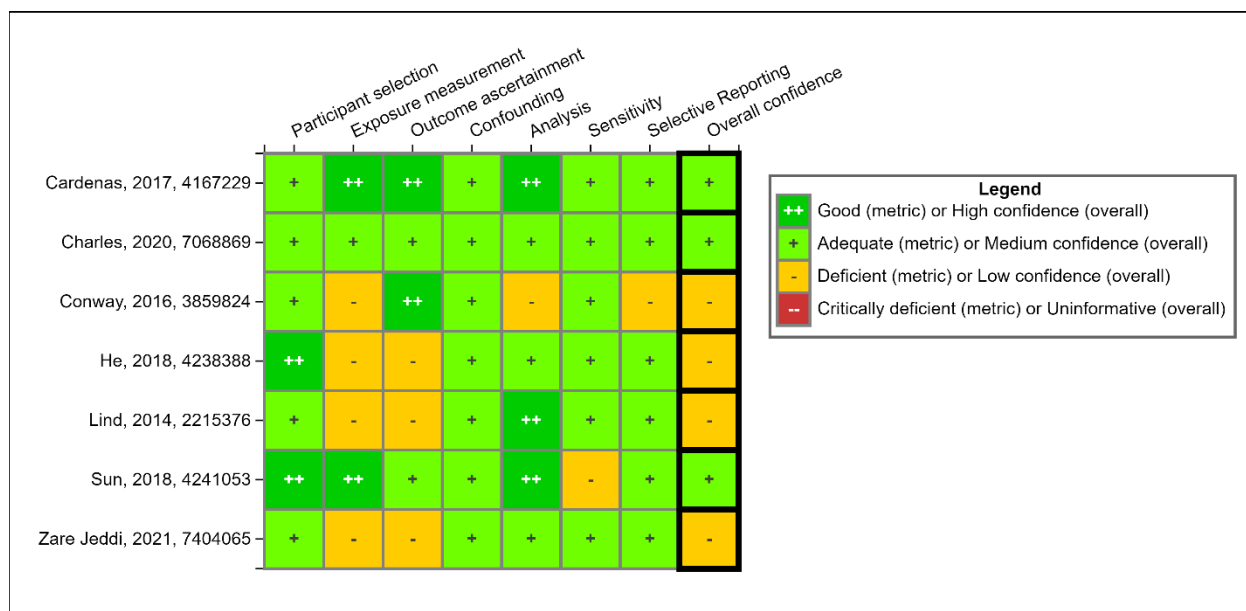 Participant selection
Exposure measurement
Outcome ascertainment
Confounding
Analysis
Sensitivity
Selective Reporting
Overall confidence
Cardenas, 2017, 4167229 + ++ ++ + ++ + + +
Charles, 2020, 7068869 + + + + + + + +
Conway, 2016, 3859824 + - ++ + - + - -
He, 2018, 4238388 ++ - - + + + + -
Lind, 2014, 2215376 + - - + ++ + + -
Sun, 2018, 4241053 ++ ++ + + ++ - + +
Zare Jeddi, 2021, 7404065 + - - + + + + -
Legend
++ Good (metric) or High confidence (overall)
+ Adequate (metric) or Medium confidence (overall)
- Deficient (metric) or Low confidence (overall)
-- Critically deficient (metric) or Uninformative (overall)